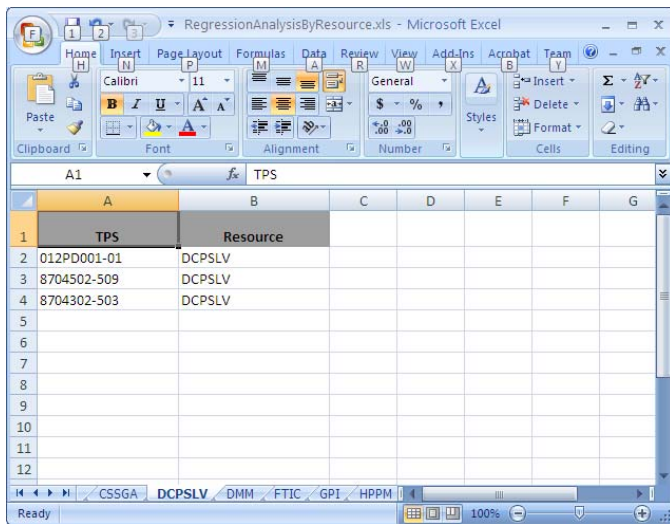 RegressionAnalysisByResource.xls - Microsoft Excel
1 2 3
F
Home Insert Page Layout Formulas Data Review View Add-Ins Acrobat Team
H N P M A R W X B Y
Calibri 11 General Insert
Paste B I U A A $ % , Styles Delete
A .00 .00 Format
Clipboard Font Alignment Number Cells Editing
A1 fx TPS
A B C D E F G
1 TPS Resource
2 012PD001-01 DCPSLV
3 8704502-509 DCPSLV
4 8704302-503 DCPSLV
5
6
7
8
9
10
11
12
CSSGA DCPSLV DMM FTIC GPI HPPM
Ready 100%